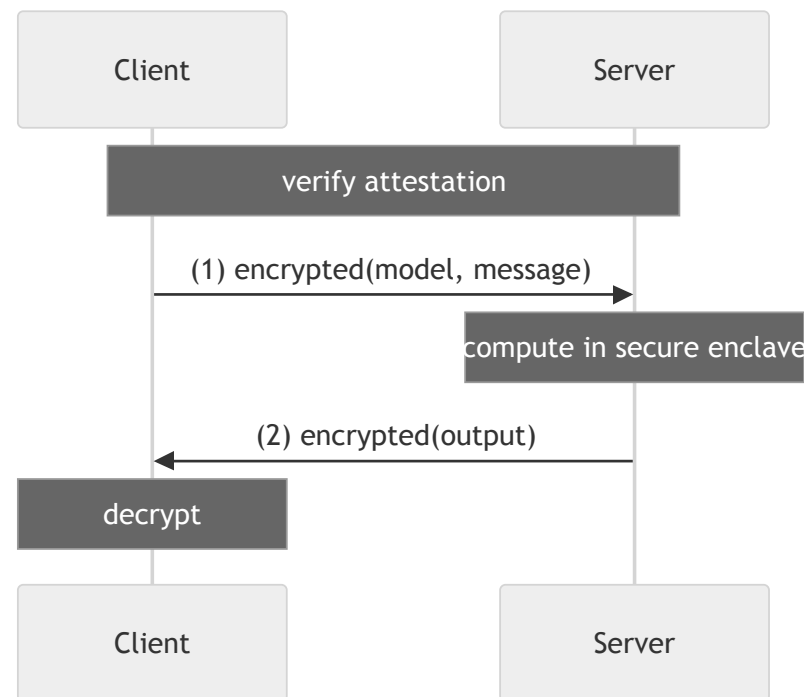 Client
Server
verify attestation
(1) encrypted(model, message)
compute in secure enclave
(2) encrypted(output)
decrypt
Client
Server